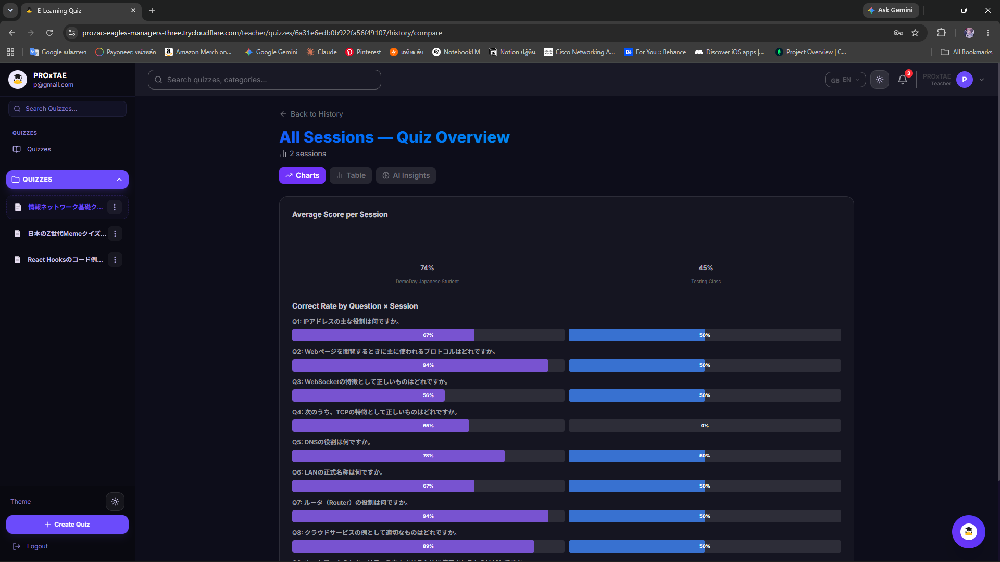 E-Learning Quiz
Ask Gemini
prozac-eagles-managers-three.trycloudflare.com/teacher/quizzes/6a31e6edb0b922fa56f49107/history/compare
Google แปลภาษา
Payoneer: หน้าหลัก
Amazon Merch on...
Google Gemini
Claude
Pinterest
เอทีเค ฮับ
NotebookLM
Notion ปฏิทิน
Cisco Networking A...
For You :: Behance
Discover iOS apps |...
Project Overview | C...
All Bookmarks
PROxTAE
p@gmail.com
Search quizzes, categories...
GB EN
3
PROxTAE
Teacher
P
Search Quizzes...
QUIZZES
Quizzes
QUIZZES
情報ネットワーク基礎ク...
日本のZ世代Memeクイズ...
React Hooksのコード例...
Theme
+ Create Quiz
Logout
Back to History
All Sessions — Quiz Overview
2 sessions
Charts
Table
AI Insights
Average Score per Session
74%
45%
DemoDay Japanese Student
Testing Class
Correct Rate by Question × Session
Q1: IPアドレスの主な役割は何ですか。
67%
50%
Q2: Webページを閲覧するときに主に使われるプロトコルはどれですか。
94%
50%
Q3: WebSocketの特徴として正しいものはどれですか。
56%
50%
Q4: 次のうち、TCPの特徴として正しいものはどれですか。
65%
0%
Q5: DNSの役割は何ですか。
78%
50%
Q6: LANの正式名称は何ですか。
67%
50%
Q7: ルータ（Router）の役割は何ですか。
94%
50%
Q8: クラウドサービスの例として適切なものはどれですか。
89%
50%